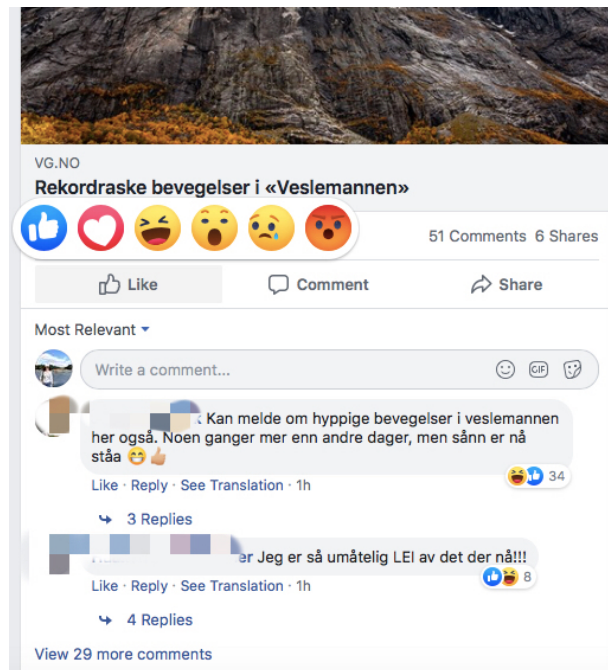 VG.NO
Rekordraske bevegelser i «Veslemannen»
51 Comments 6 Shares
Like Comment Share
Most Relevant
Write a comment...
GIF
Kan melde om hyppige bevegelser i veslemannen
her også. Noen ganger mer enn andre dager, men sånn er nå
ståa 😁👍🏼
34
Like · Reply · See Translation · 1h
3 Replies
er Jeg er så umåtelig LEI av det der nå!!!
8
Like · Reply · See Translation · 1h
4 Replies
View 29 more comments